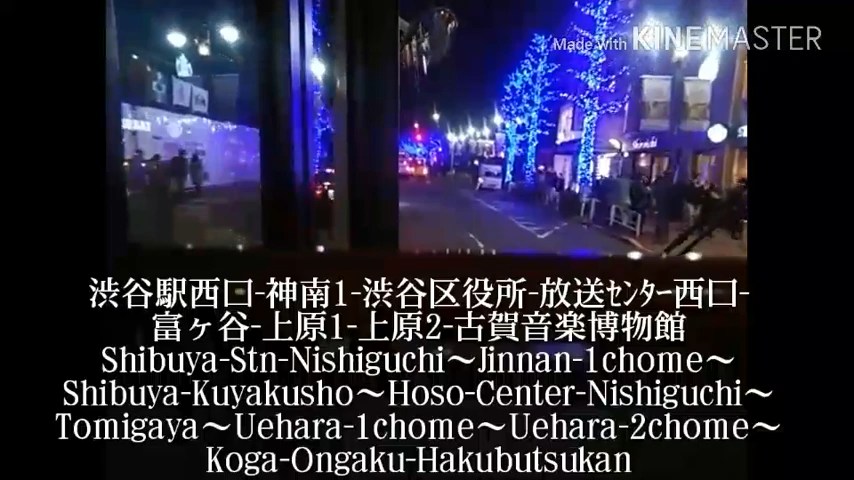 Made with KINEMASTER
渋谷駅西口-神南1-渋谷区役所-放送ｾﾝﾀｰ西口-
富ヶ谷-上原1-上原2-古賀音楽博物館
Shibuya-Stn-Nishiguchi～Jinnan-1chome～
Shibuya-Kuyakusho～Hoso-Center-Nishiguchi～
Tomigaya～Uehara-1chome～Uehara-2chome～
Koga-Ongaku-Hakubutsukan